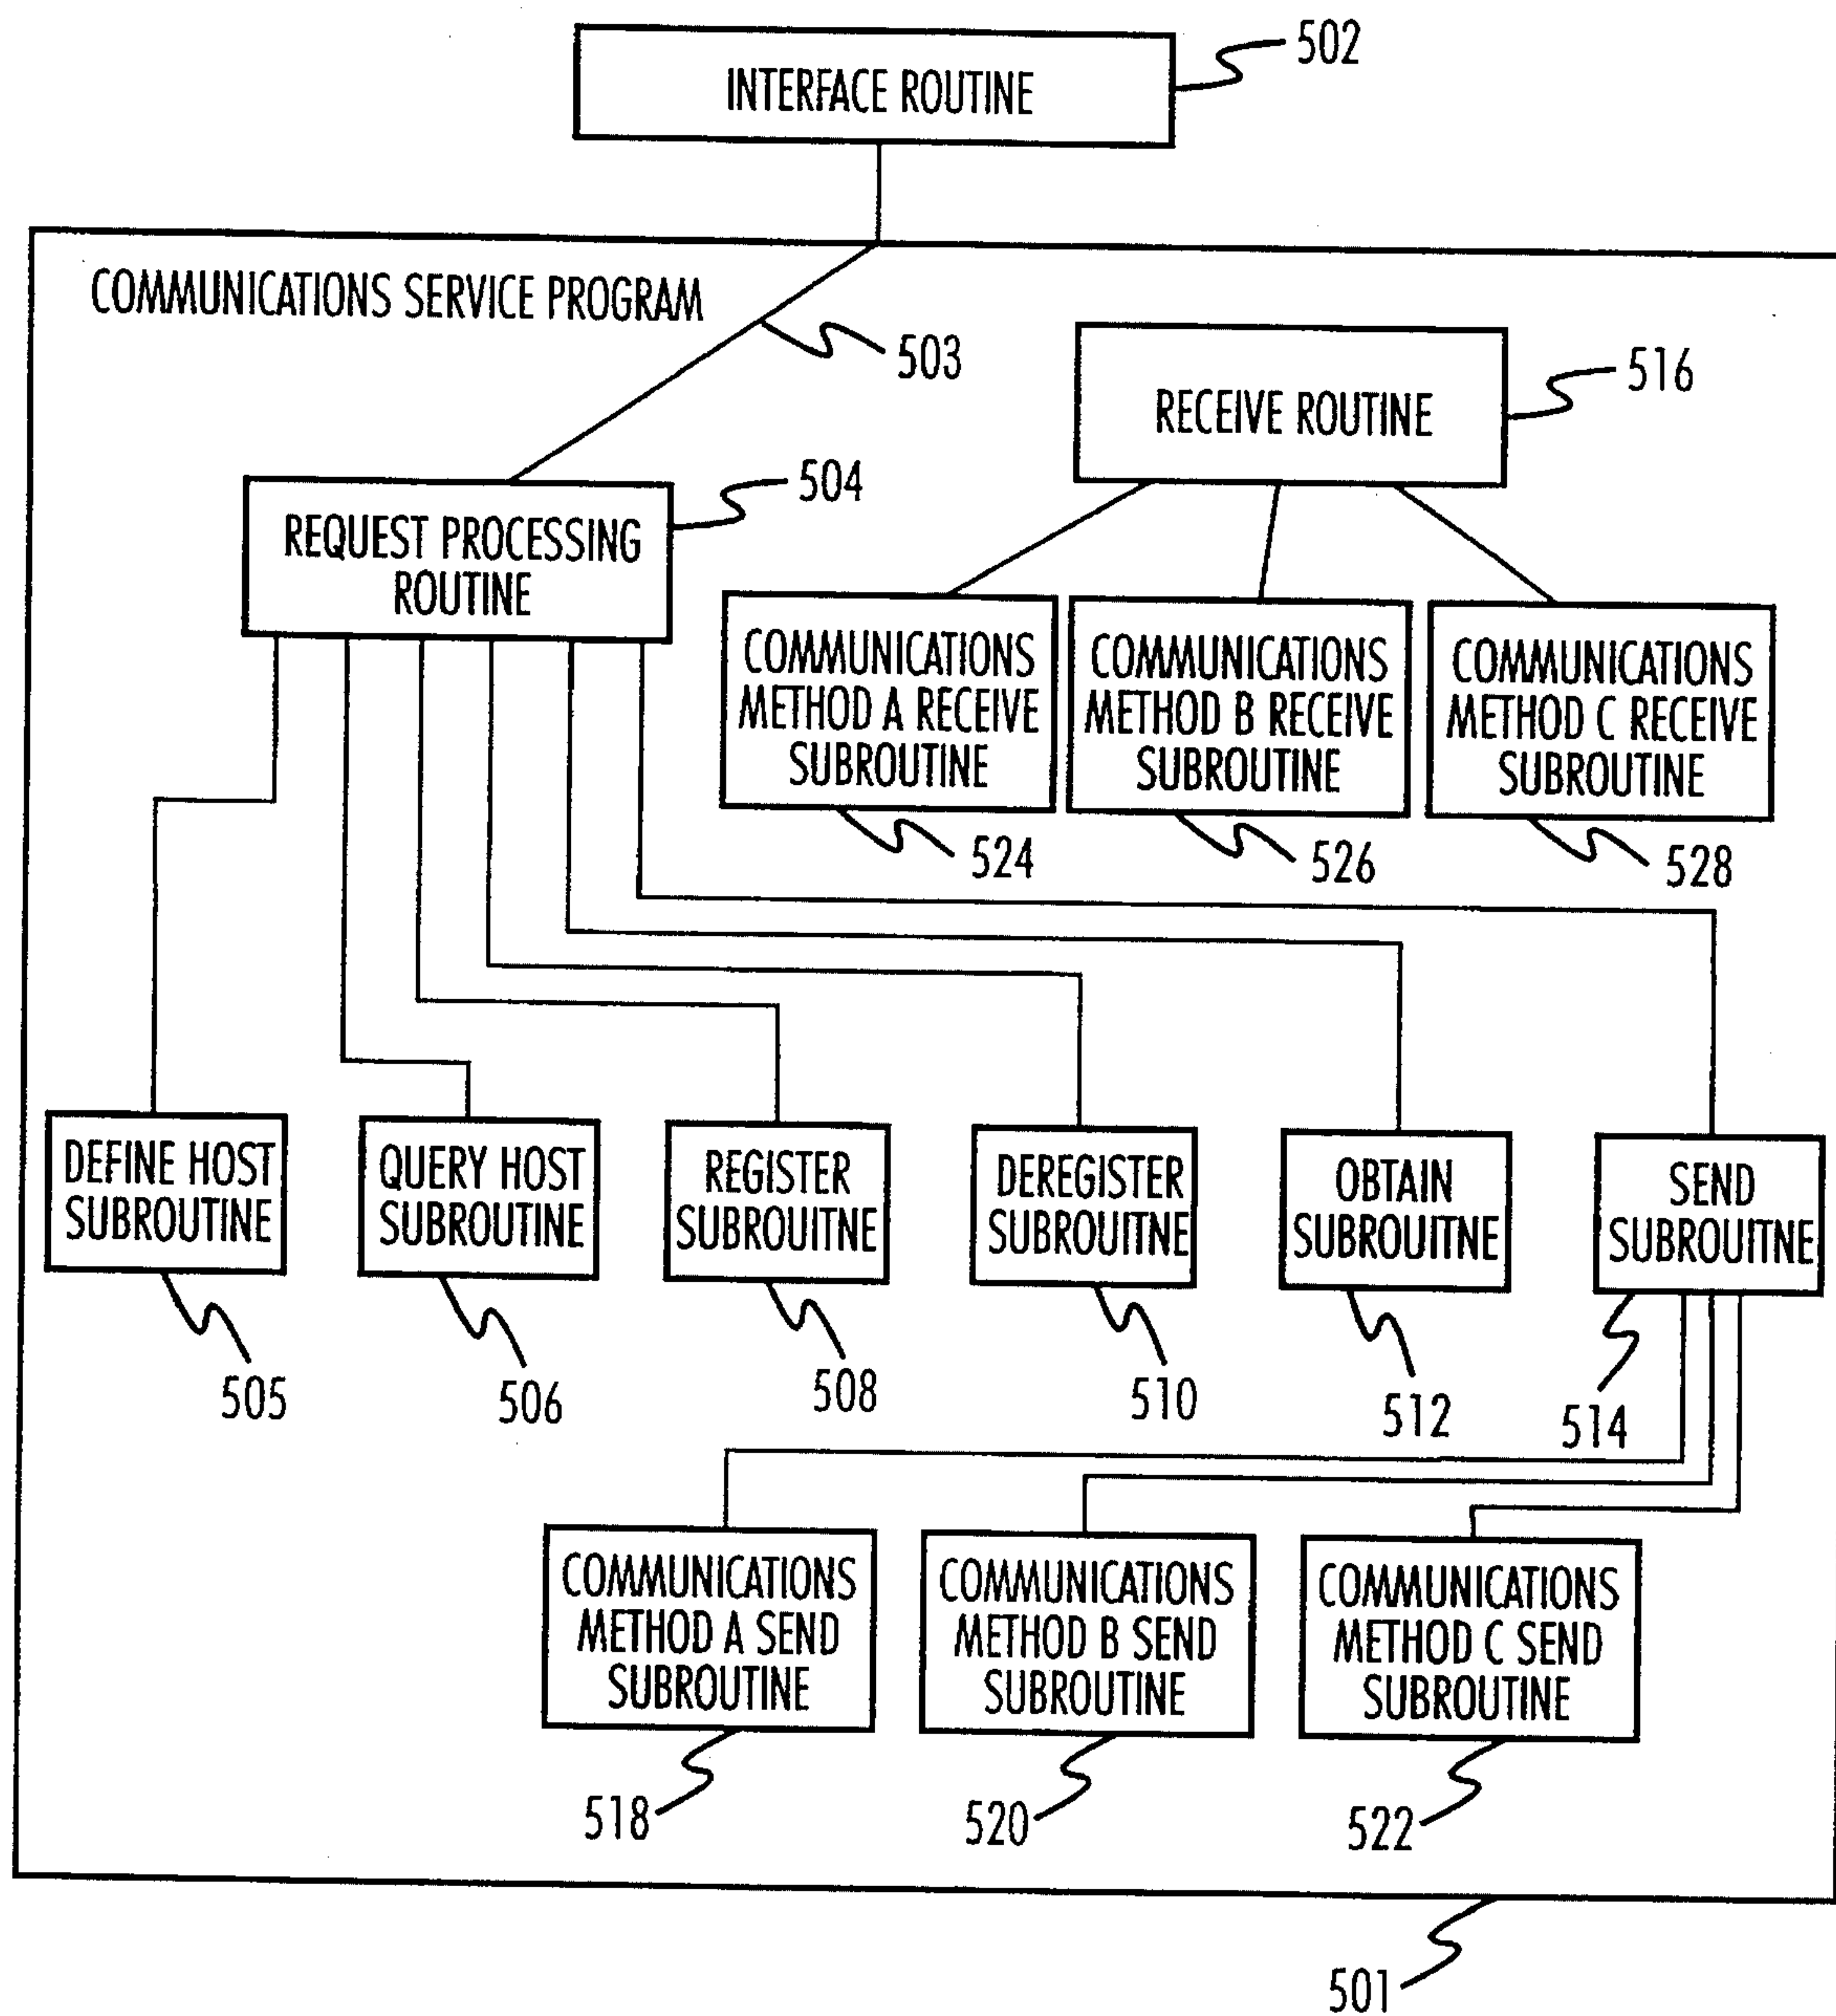 INTERFACE ROUTINE
502
COMMUNICATIONS SERVICE PROGRAM
503
RECEIVE ROUTINE
516
504
REQUEST PROCESSING
ROUTINE
COMMUNICATIONS
METHOD A RECEIVE
SUBROUTINE
COMMUNICATIONS
METHOD B RECEIVE
SUBROUTINE
COMMUNICATIONS
METHOD C RECEIVE
SUBROUTINE
524
526
528
DEFINE HOST
SUBROUTINE
QUERY HOST
SUBROUTINE
REGISTER
SUBROUITNE
DEREGISTER
SUBROUITNE
OBTAIN
SUBROUITNE
SEND
SUBROUITNE
505
506
508
510
512
514
COMMUNICATIONS
METHOD A SEND
SUBROUTINE
COMMUNICATIONS
METHOD B SEND
SUBROUTINE
COMMUNICATIONS
METHOD C SEND
SUBROUTINE
518
520
522
501